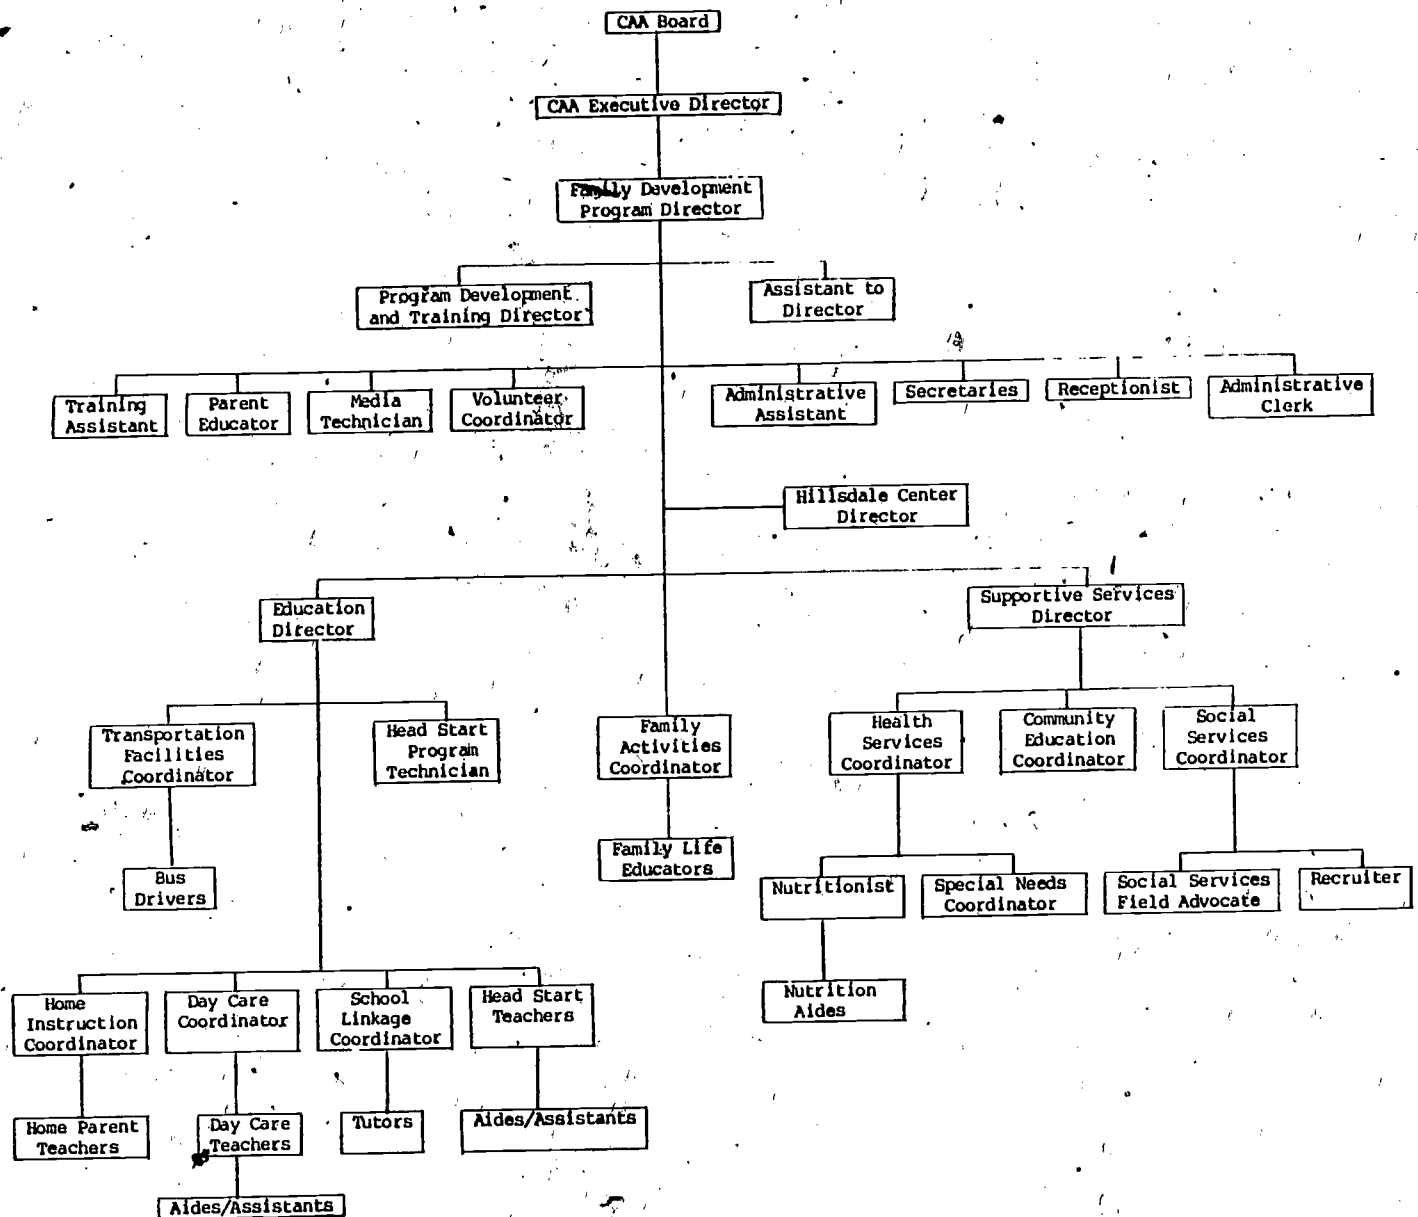 CAA Board
CAA Executive Director
Family Development
Program Director
Program Development
and Training Director
Assistant to
Director
Training
Assistant
Parent
Educator
Media
Technician
Volunteer
Coordinator
Administrative
Assistant
Secretaries
Receptionist
Administrative
Clerk
Hillsdale Center
Director
Education
Director
Supportive Services
Director
Transportation
Facilities
Coordinator
Head Start
Program
Technician
Family
Activities
Coordinator
Health
Services
Coordinator
Community
Education
Coordinator
Social
Services
Coordinator
Bus
Drivers
Family Life
Educators
Nutritionist
Special Needs
Coordinator
Social Services
Field Advocate
Recruiter
Nutrition
Aides
Home
Instruction
Coordinator
Day Care
Coordinator
School
Linkage
Coordinator
Head Start
Teachers
Home Parent
Teachers
Day Care
Teachers
Tutors
Aides/Assistants
Aides/Assistants